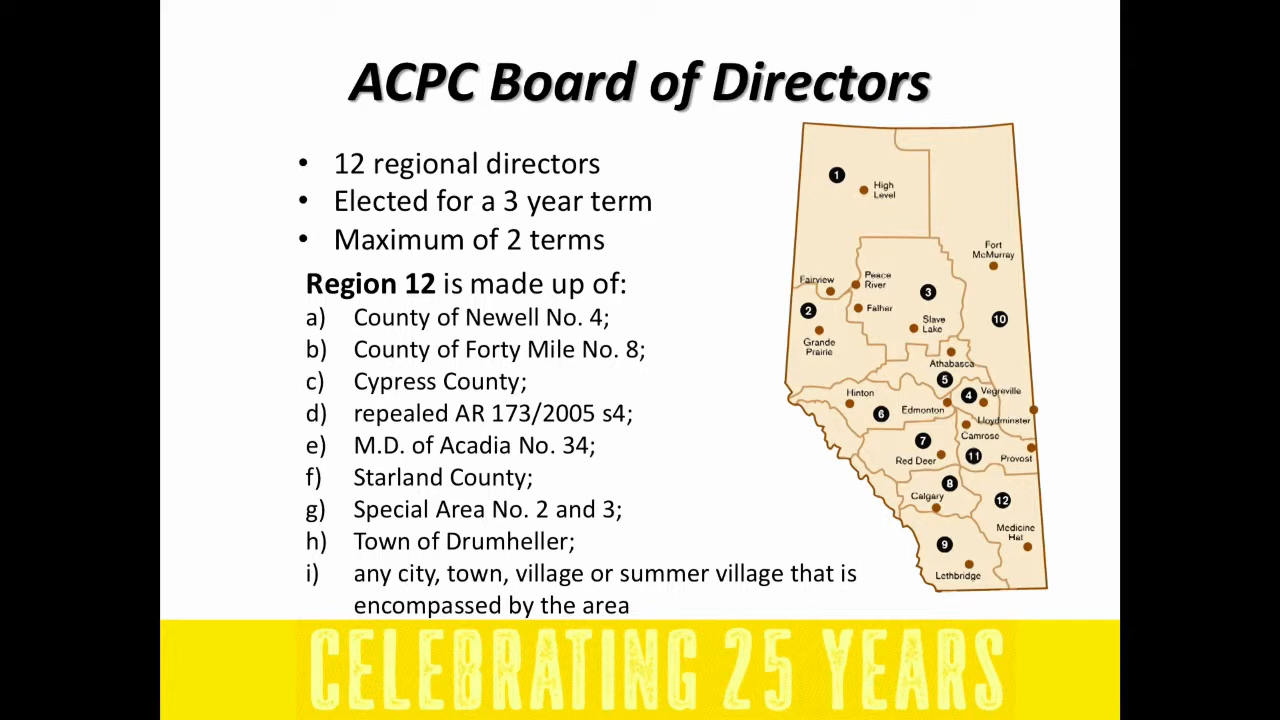 ACPC Board of Directors
• 12 regional directors
• Elected for a 3 year term
• Maximum of 2 terms
Region 12 is made up of:
a) County of Newell No. 4;
b) County of Forty Mile No. 8;
c) Cypress County;
d) repealed AR 173/2005 s4;
e) M.D. of Acadia No. 34;
f) Starland County;
g) Special Area No. 2 and 3;
h) Town of Drumheller;
i) any city, town, village or summer village that is
encompassed by the area
1
High
Level
Fort
McMurray
Fairview
Peace
River
3
2
Falher
Slave
Lake
10
Grande
Prairie
Athabasca
5
Hinton
4
Vegreville
6
Edmonton
Lloydminster
Camrose
7
Red Deer
11
Provost
8
Calgary
12
Medicine
Hat
9
Lethbridge
CELEBRATING 25 YEARS